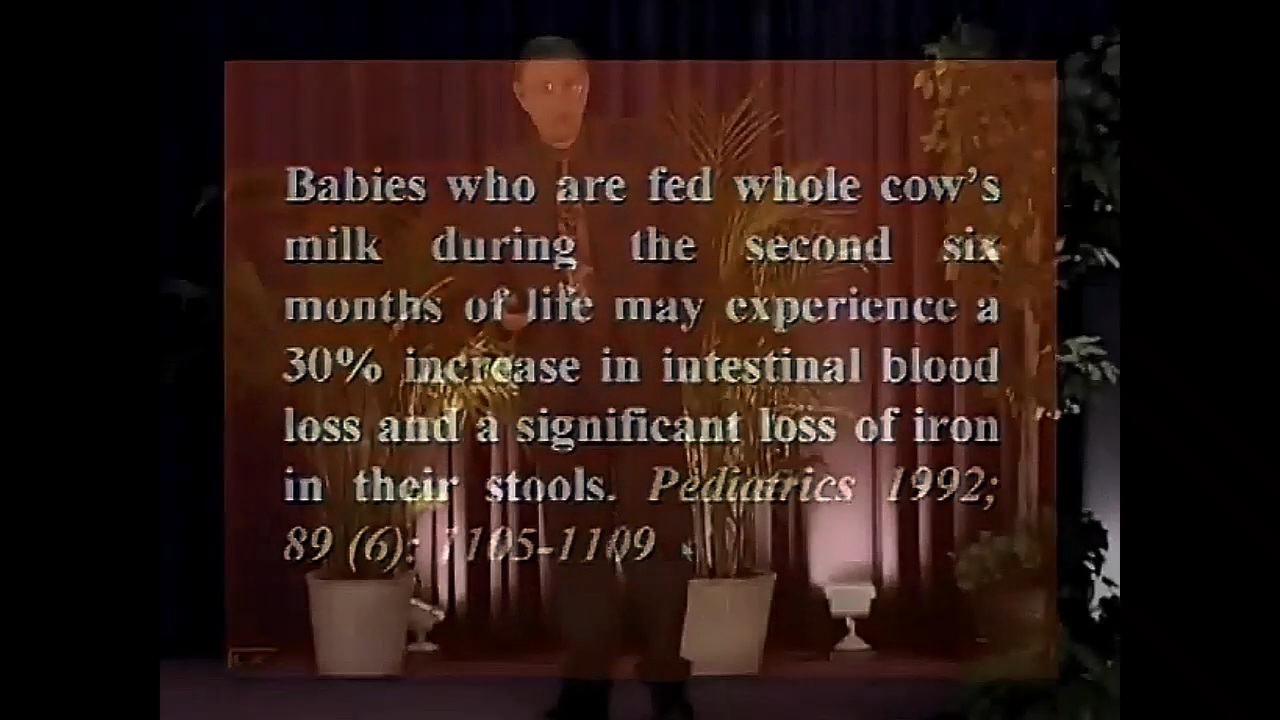 Babies who are fed whole cow's
milk during the second six
months of life may experience a
30% increase in intestinal blood
loss and a significant loss of iron
in their stools. Pediatrics 1992;
89 (6): 1105-1109